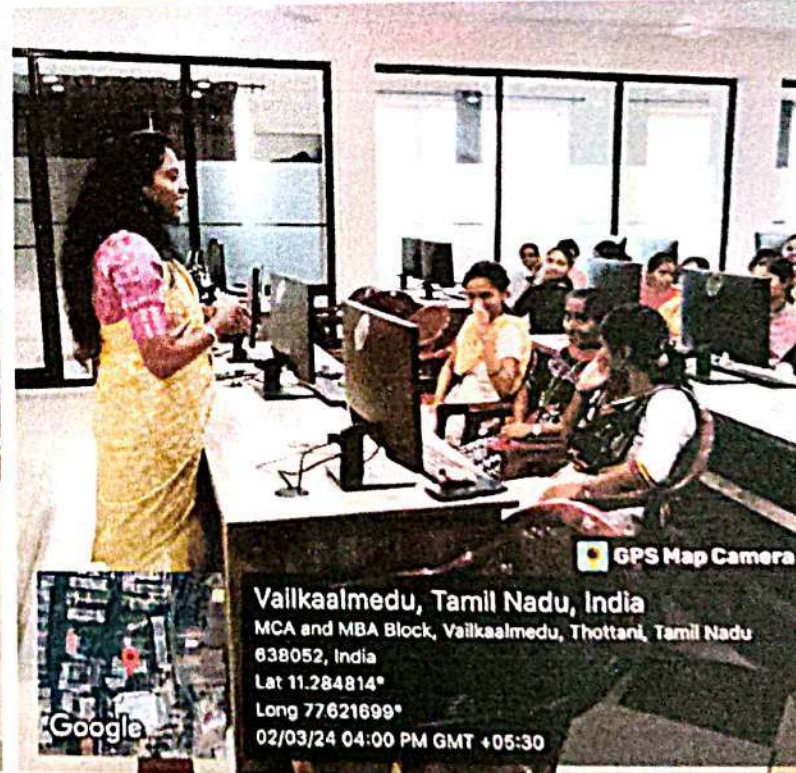 GPS Map Camera
Vailkaalmedu, Tamil Nadu, India
MCA and MBA Block, Vailkaalmedu, Thottani, Tamil Nadu
638052, India
Lat 11.284814°
Long 77.621699°
02/03/24 04:00 PM GMT +05:30
Google